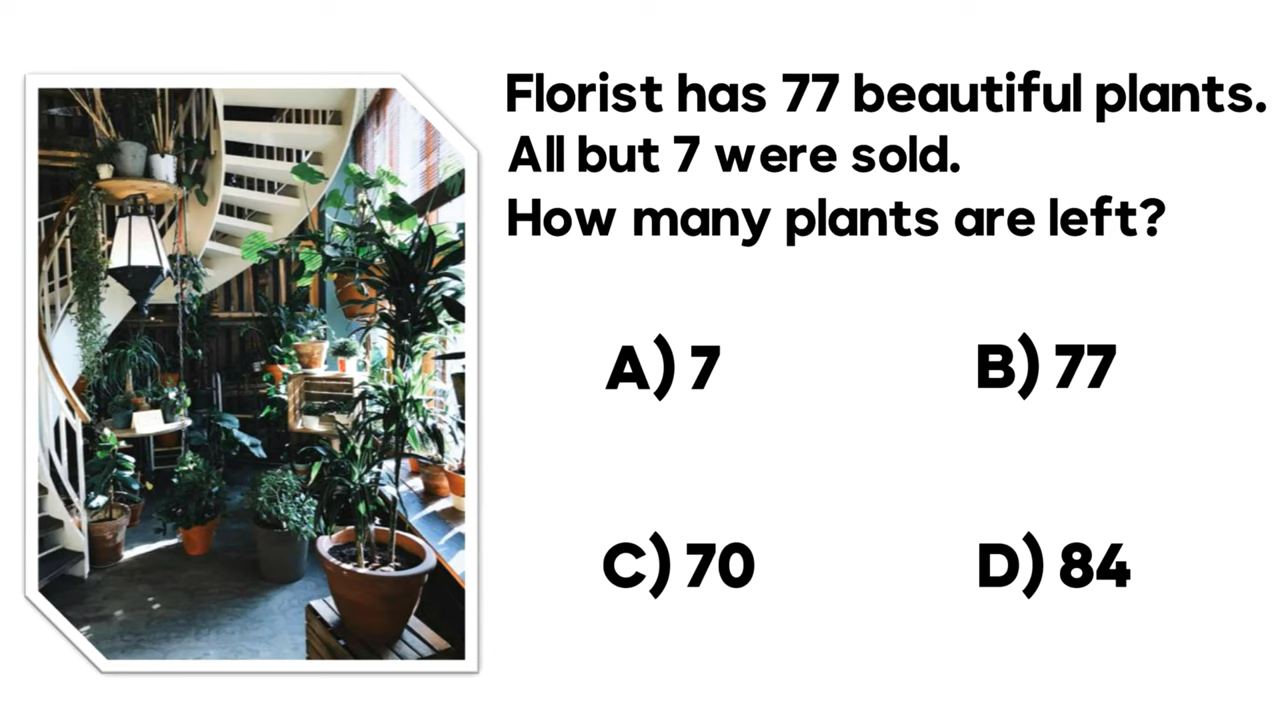 Florist has 77 beautiful plants.
All but 7 were sold.
How many plants are left?
A) 7
B) 77
C) 70
D) 84